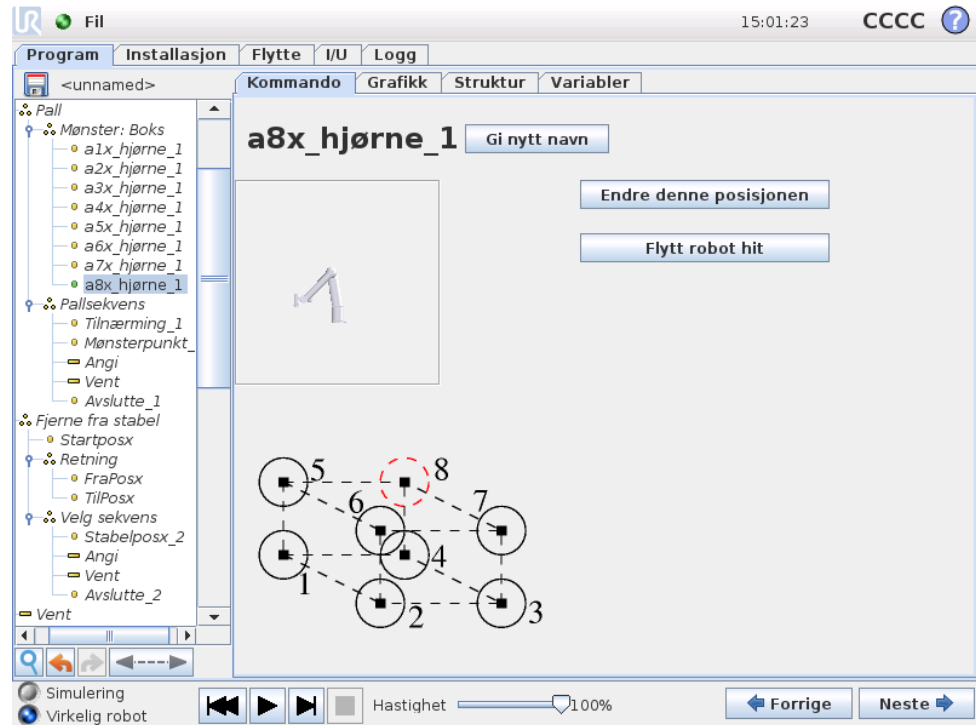 UR Fil 15:01:23 CCCC ?
Program Installasjon Flytte I/U Logg
<unnamed>
Kommando Grafikk Struktur Variabler
Pall
Mønster: Boks
a1x_hjørne_1
a2x_hjørne_1
a3x_hjørne_1
a4x_hjørne_1
a5x_hjørne_1
a6x_hjørne_1
a7x_hjørne_1
a8x_hjørne_1
Pallsekvens
Tilnærming_1
Mønsterpunkt_
Angi
Vent
Avslutte_1
Fjerne fra stabel
Startposx
Retning
FraPosx
TilPosx
Velg sekvens
Stabelposx_2
Angi
Vent
Avslutte_2
Vent
a8x_hjørne_1 Gi nytt navn
Endre denne posisjonen
Flytt robot hit
5 8
6 7
1 4
2 3
Simulering
Virkelig robot
Hastighet 100%
Forrige Neste